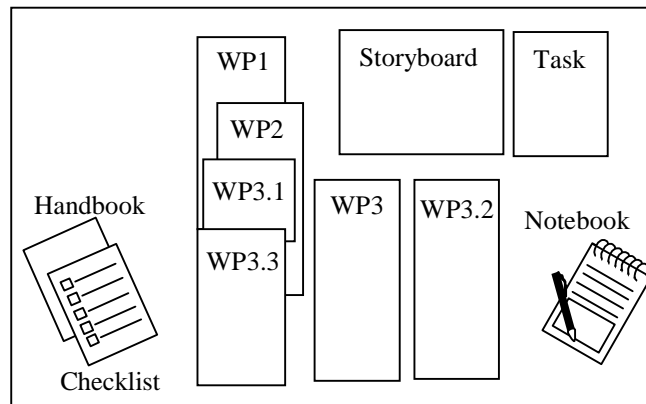 WP1
Storyboard
Task
WP2
WP3.1
WP3
WP3.2
Handbook
Notebook
WP3.3
Checklist